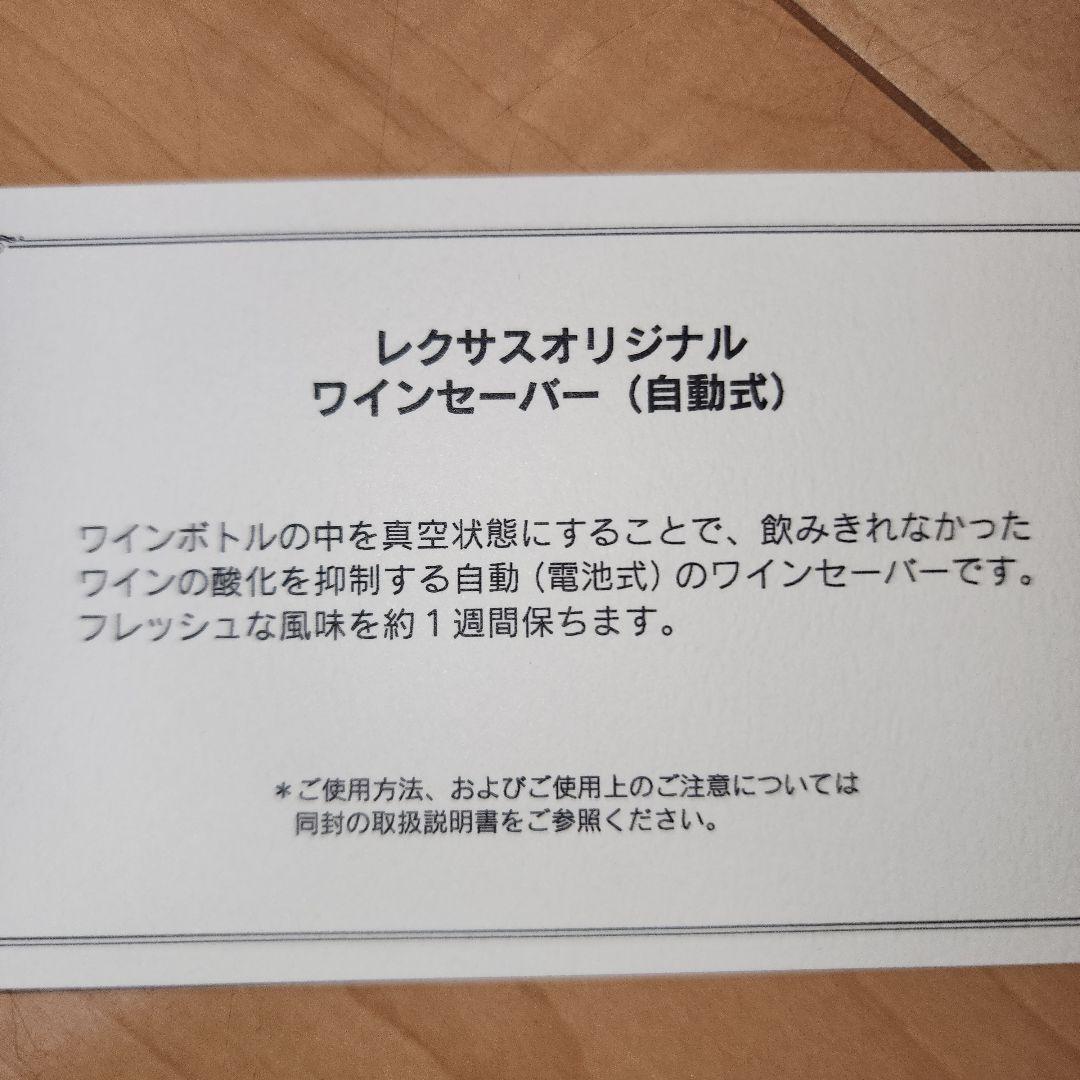 レクサスオリジナル
ワインセーバー（自動式）
ワインボトルの中を真空状態にすることで、飲みきれなかった
ワインの酸化を抑制する自動（電池式）のワインセーバーです。
フレッシュな風味を約1週間保ちます。
＊ご使用方法、およびご使用上のご注意については
同封の取扱説明書をご参照ください。